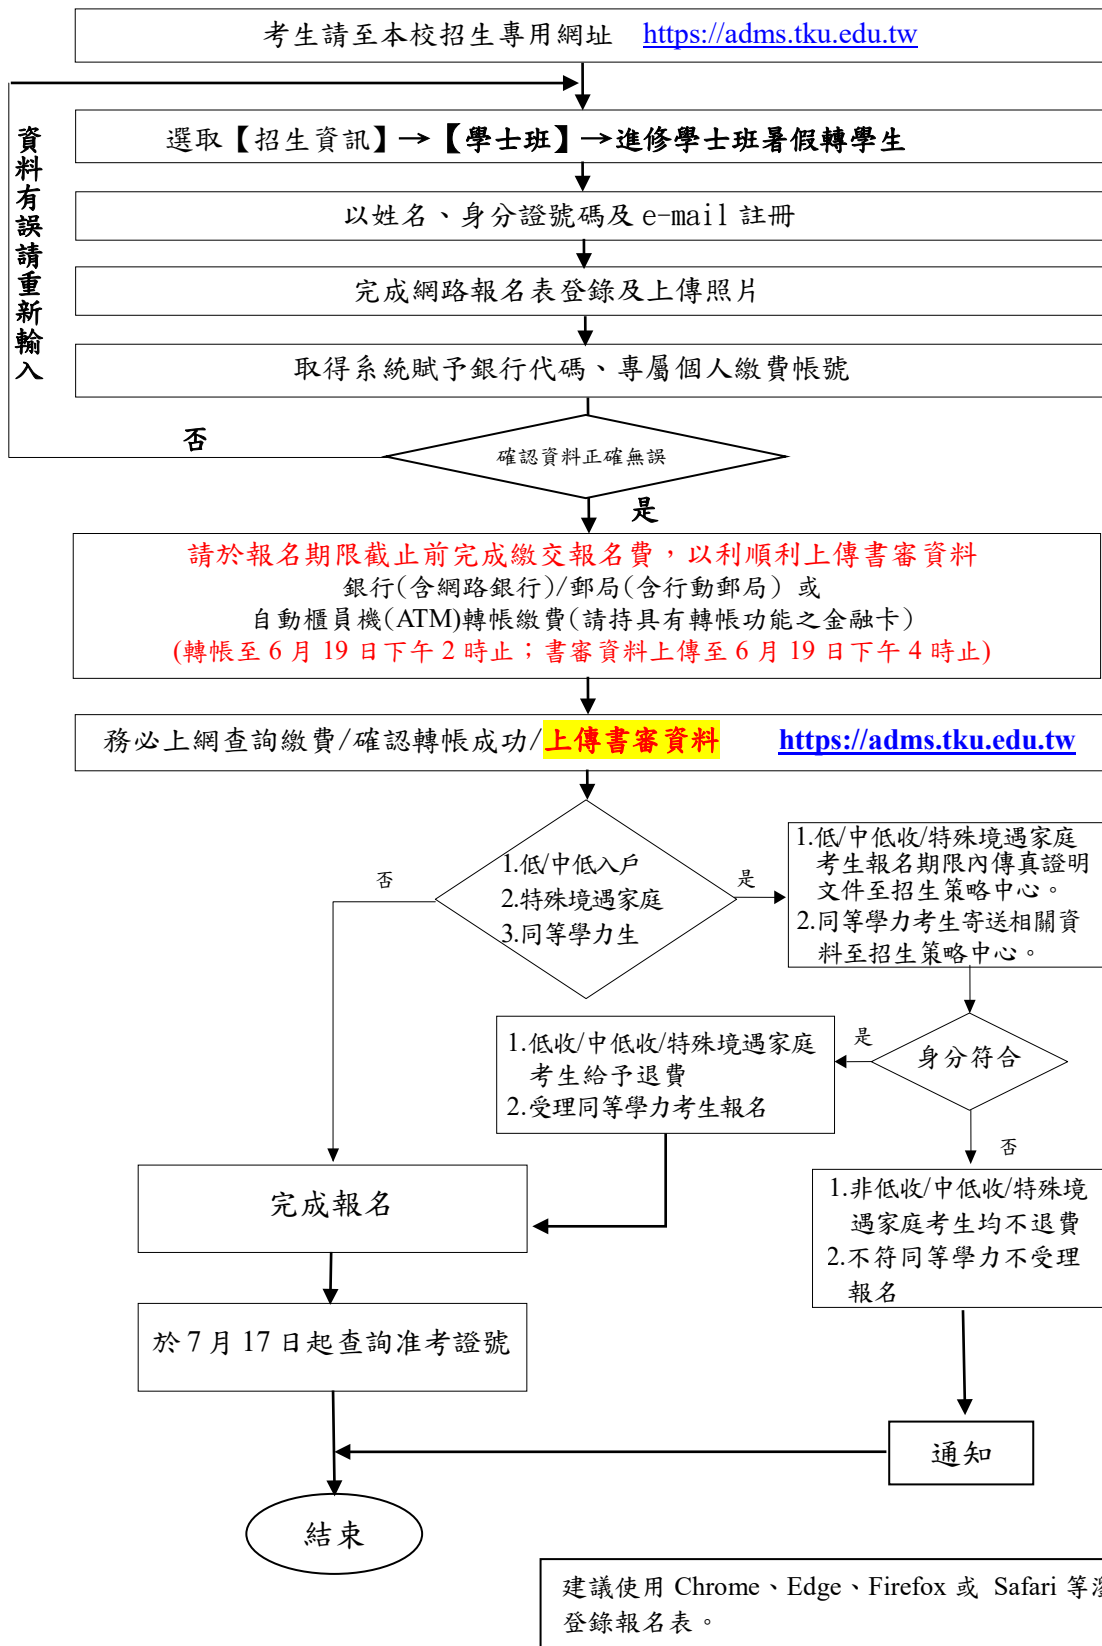 考生請至本校招生專用網址 https://adms.tku.edu.tw
資料有誤請重新輸入
選取【招生資訊】→【學士班】→進修學士班暑假轉學生
以姓名、身分證號碼及 e-mail 註冊
完成網路報名表登錄及上傳照片
取得系統賦予銀行代碼、專屬個人繳費帳號
否
確認資料正確無誤
是
請於報名期限截止前完成繳交報名費，以利順利上傳書審資料
銀行(含網路銀行)/郵局(含行動郵局) 或
自動櫃員機(ATM)轉帳繳費(請持具有轉帳功能之金融卡)
(轉帳至 6 月 19 日下午 2 時止；書審資料上傳至 6 月 19 日下午 4 時止)
務必上網查詢繳費/確認轉帳成功/上傳書審資料 https://adms.tku.edu.tw
否
1.低/中低入戶
2.特殊境遇家庭
3.同等學力生
是
1.低/中低收/特殊境遇家庭
考生報名期限內傳真證明
文件至招生策略中心。
2.同等學力考生寄送相關資
料至招生策略中心。
1.低收/中低收/特殊境遇家庭
考生給予退費
2.受理同等學力考生報名
是
身分符合
否
完成報名
1.非低收/中低收/特殊境
遇家庭考生均不退費
2.不符同等學力不受理
報名
於 7 月 17 日起查詢准考證號
通知
結束
建議使用 Chrome、Edge、Firefox 或 Safari 等
登錄報名表。